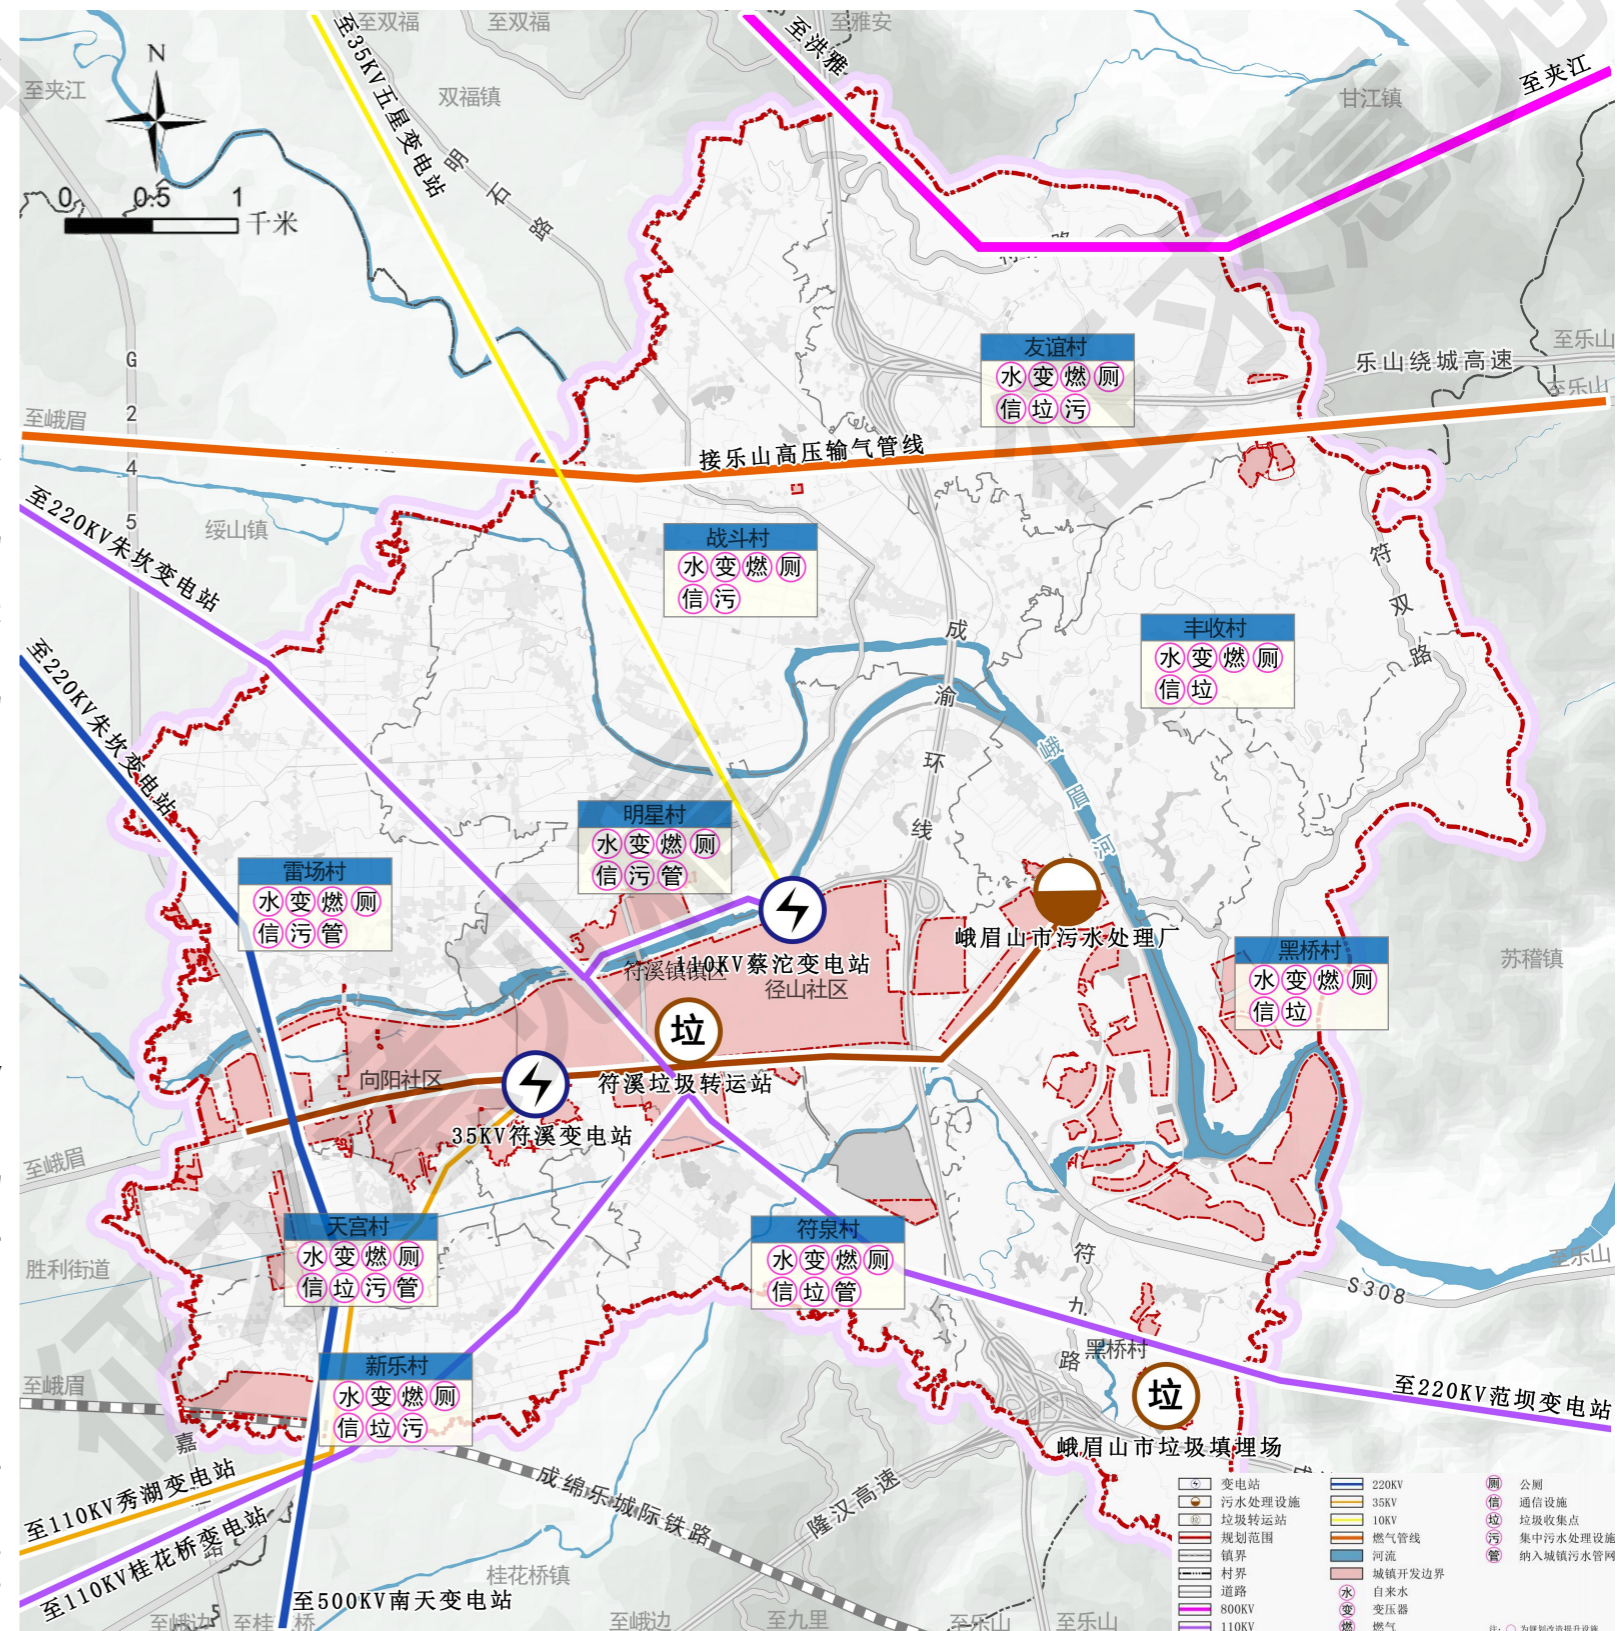 至双福
至双福
至雅安
至洪雅
至夹江
至夹江
双福镇
甘江镇
N
0 0.5 1
千米
至35KV五星变电站
明石路
友谊村
水 变 燃 厕
信 垃 污
至乐山
乐山绕城高速
至乐山
G245
至峨眉
接乐山高压输气管线
至220KV朱坎变电站
绥山镇
战斗村
水 变 燃 厕
信 污
符双路
丰收村
水 变 燃 厕
信 垃
成渝环线
峨眉河
至220KV朱坎变电站
明星村
水 变 燃 厕
信 污 管
雷场村
水 变 燃 厕
信 污 管
峨眉山市污水处理厂
黑桥村
水 变 燃 厕
信 垃
苏稽镇
符溪镇镇区
110KV蔡沱变电站
径山社区
垃
符溪垃圾转运站
向阳社区
35KV符溪变电站
至峨眉
天宫村
水 变 燃 厕
信 垃 污 管
符泉村
水 变 燃 厕
信 垃 管
胜利街道
符九路
S308
至乐山
黑桥村
垃
峨眉山市垃圾填埋场
至220KV范坝变电站
新乐村
水 变 燃 厕
信 垃 污
至峨眉
嘉
路
至110KV秀湖变电站
至110KV桂花桥变电站
至500KV南天变电站
成绵乐城际铁路
隆汉高速
桂花桥镇
至峨边
至桂
桥
至峨边
至九里
至乐山
至乐山
变电站
污水处理设施
垃圾转运站
规划范围
镇界
村界
道路
800KV
110KV
220KV
35KV
10KV
燃气管线
河流
城镇开发边界
水 自来水
变 变压器
燃 燃气
厕 公厕
信 通信设施
垃 垃圾收集点
污 集中污水处理设施
管 纳入城镇污水管网